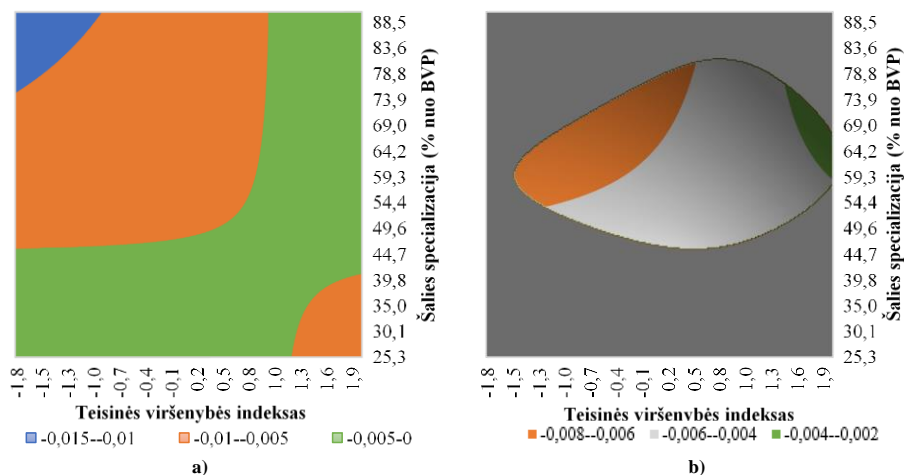 88,5
83,6
78,8
73,9
69,0
64,2
59,3
54,4
49,6
44,7
39,8
35,0
30,1
25,3
Šalies specializacija (% nuo BVP)
-1,8 -1,5 -1,3 -1,0 -0,7 -0,4 -0,1 0,2 0,5 0,8 1,0 1,3 1,6 1,9
Teisinės viršenybės indeksas
-0,015--0,01 -0,01--0,005 -0,005-0
a)
88,5
83,6
78,8
73,9
69,0
64,2
59,3
54,4
49,6
44,7
39,8
35,0
30,1
25,3
Šalies specializacija (% nuo BVP)
-1,8 -1,5 -1,3 -1,0 -0,7 -0,4 -0,1 0,2 0,5 0,8 1,0 1,3 1,6 1,9
Teisinės viršenybės indeksas
-0,008--0,006 -0,006--0,004 -0,004--0,002
b)